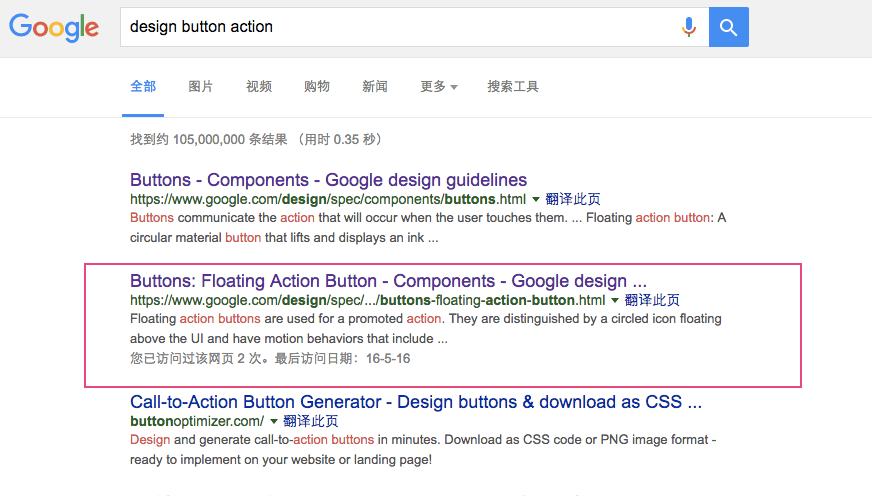 Google
design button action
全部 图片 视频 购物 新闻 更多 搜索工具
找到约 105,000,000 条结果 （用时 0.35 秒）
Buttons - Components - Google design guidelines
https://www.google.com/design/spec/components/buttons.html 翻译此页
Buttons communicate the action that will occur when the user touches them. ... Floating action button: A
circular material button that lifts and displays an ink ...
Buttons: Floating Action Button - Components - Google design ...
https://www.google.com/design/spec/.../buttons-floating-action-button.html 翻译此页
Floating action buttons are used for a promoted action. They are distinguished by a circled icon floating
above the UI and have motion behaviors that include ...
您已访问过该网页 2 次。最后访问日期：16-5-16
Call-to-Action Button Generator - Design buttons & download as CSS ...
buttonoptimizer.com/ 翻译此页
Design and generate call-to-action buttons in minutes. Download as CSS code or PNG image format -
ready to implement on your website or landing page!